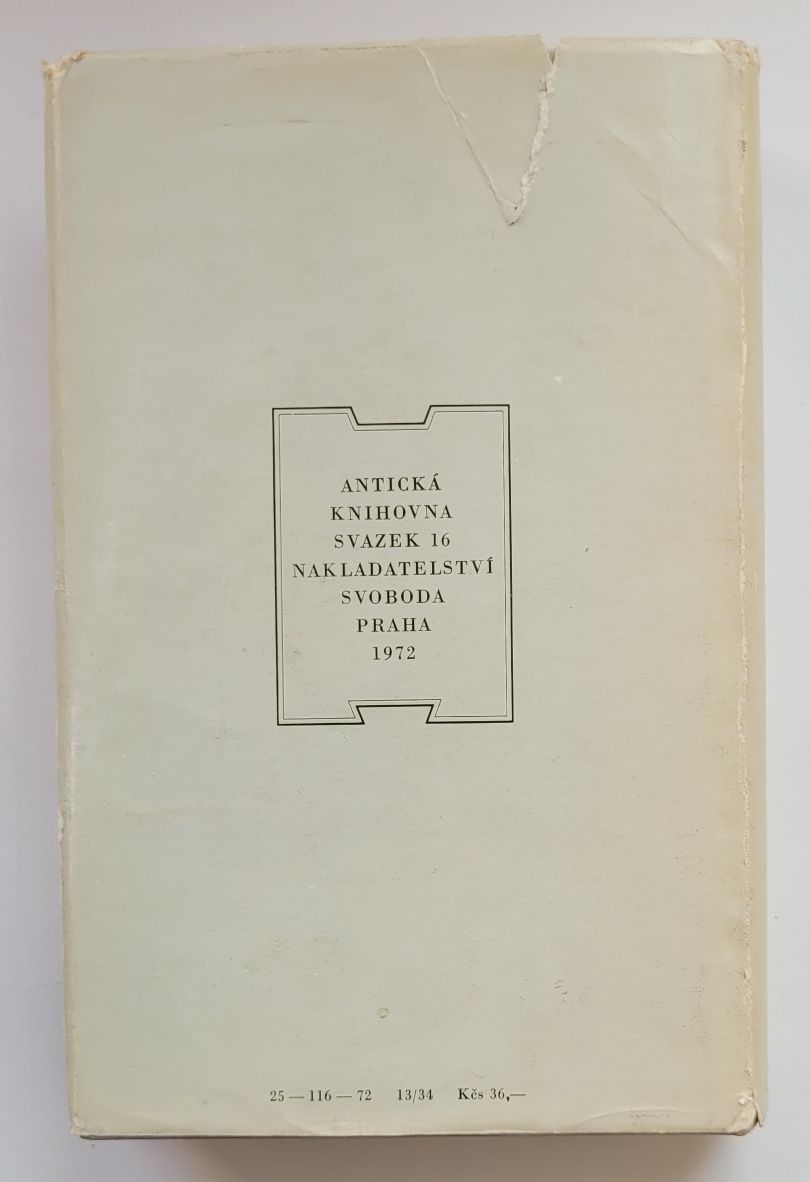 ANTICKÁ
KNIHOVNA
SVAZEK 16
NAKLADATELSTVÍ
SVOBODA
PRAHA
1972
25 — 116 — 72 13/34 Kčs 36,—